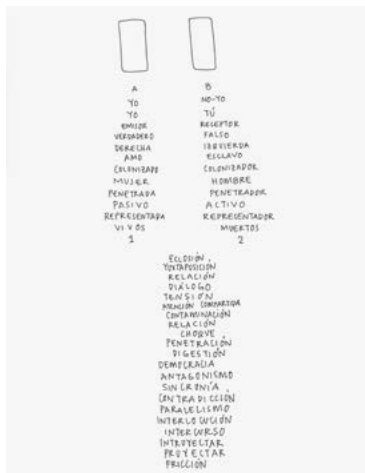 A B
YO NO-YO
YO TÚ
EMISOR RECEPTOR
VERDADERO FALSO
DERECHA IZQUIERDA
AMO ESCLAVO
COLONIZADO COLONIZADOR
MUJER HOMBRE
PENETRADA PENETRADOR
PASIVO ACTIVO
REPRESENTADA REPRESENTADOR
VIVOS MUERTOS
1 2
ECLOSIÓN
YUXTAPOSICIÓN
RELACIÓN
DIÁLOGO
TENSIÓN
ATENCIÓN COMPARTIDA
CONTAMINACIÓN
RELACIÓN
CHOQUE
PENETRACIÓN
DIGESTIÓN
DEMOCRACIA
ANTAGONISMO
SINCRONÍA
CONTRADICCIÓN
PARALELISMO
INTERLOCUCIÓN
INTERCURSO
INTROYECTAR
PROYECTAR
FRICCIÓN